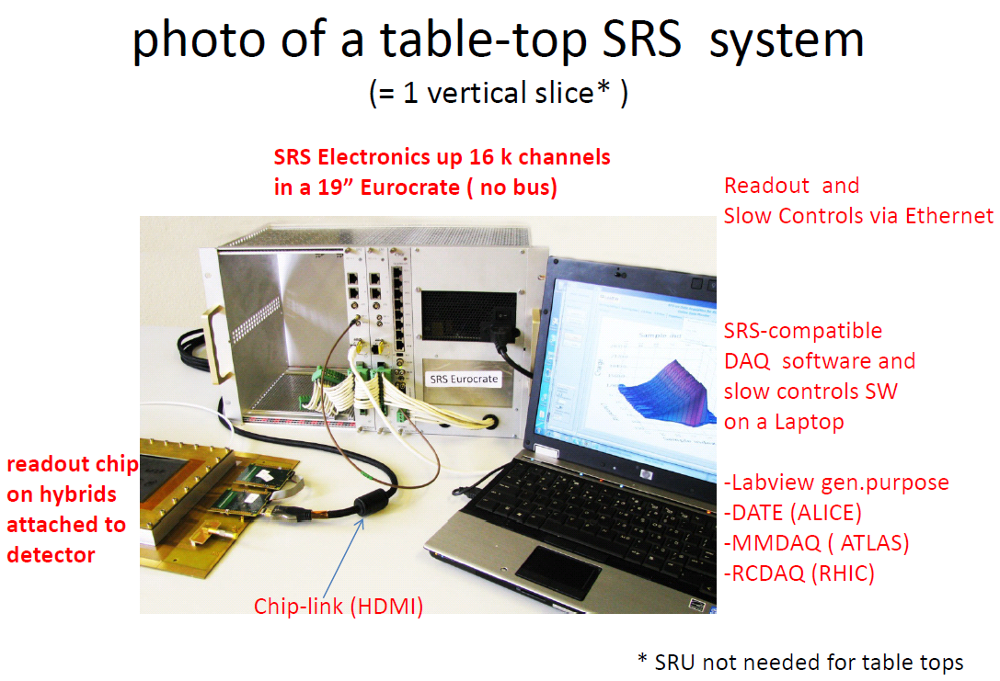 photo of a table-top SRS system
(= 1 vertical slice* )
SRS Electronics up 16 k channels
in a 19” Eurocrate ( no bus)
Readout and
Slow Controls via Ethernet
SRS Eurocrate
SRS-compatible
DAQ software and
slow controls SW
on a Laptop
readout chip
on hybrids
attached to
detector
-Labview gen.purpose
-DATE (ALICE)
-MMDAQ ( ATLAS)
-RCDAQ (RHIC)
Chip-link (HDMI)
* SRU not needed for table tops